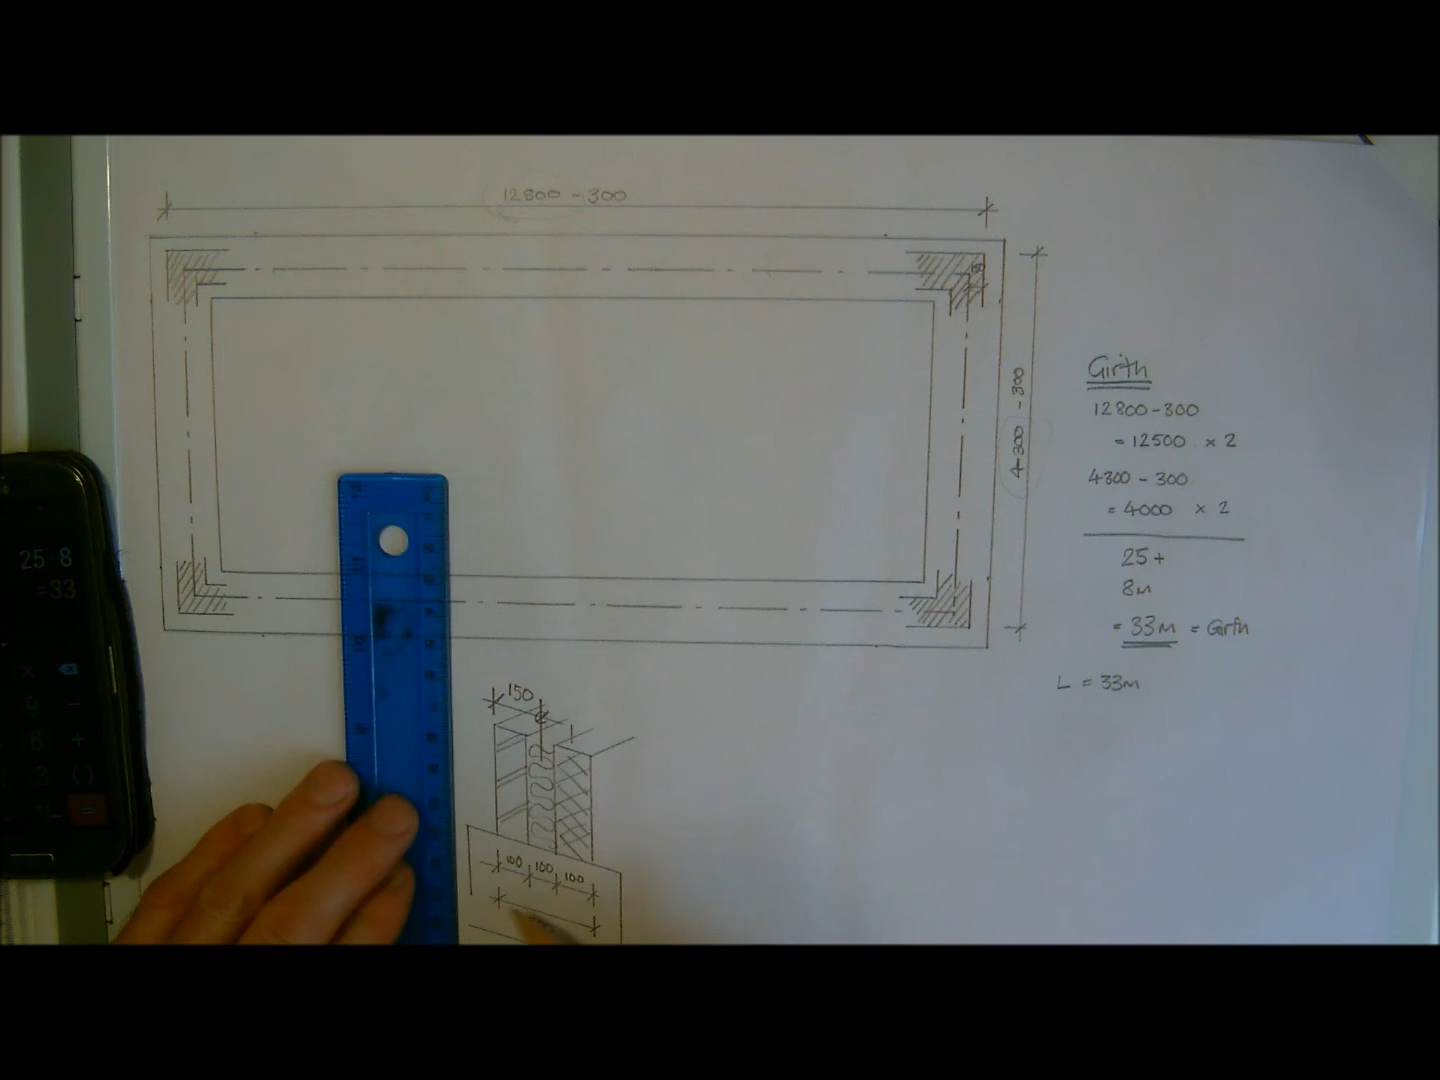 12800 - 300
4300 - 300
Girth
12800 - 300
= 12500 × 2
4300 - 300
= 4000 × 2
25 +
8m
= 33m = Girth
L = 33m
150
100 100 100
25 8
=33